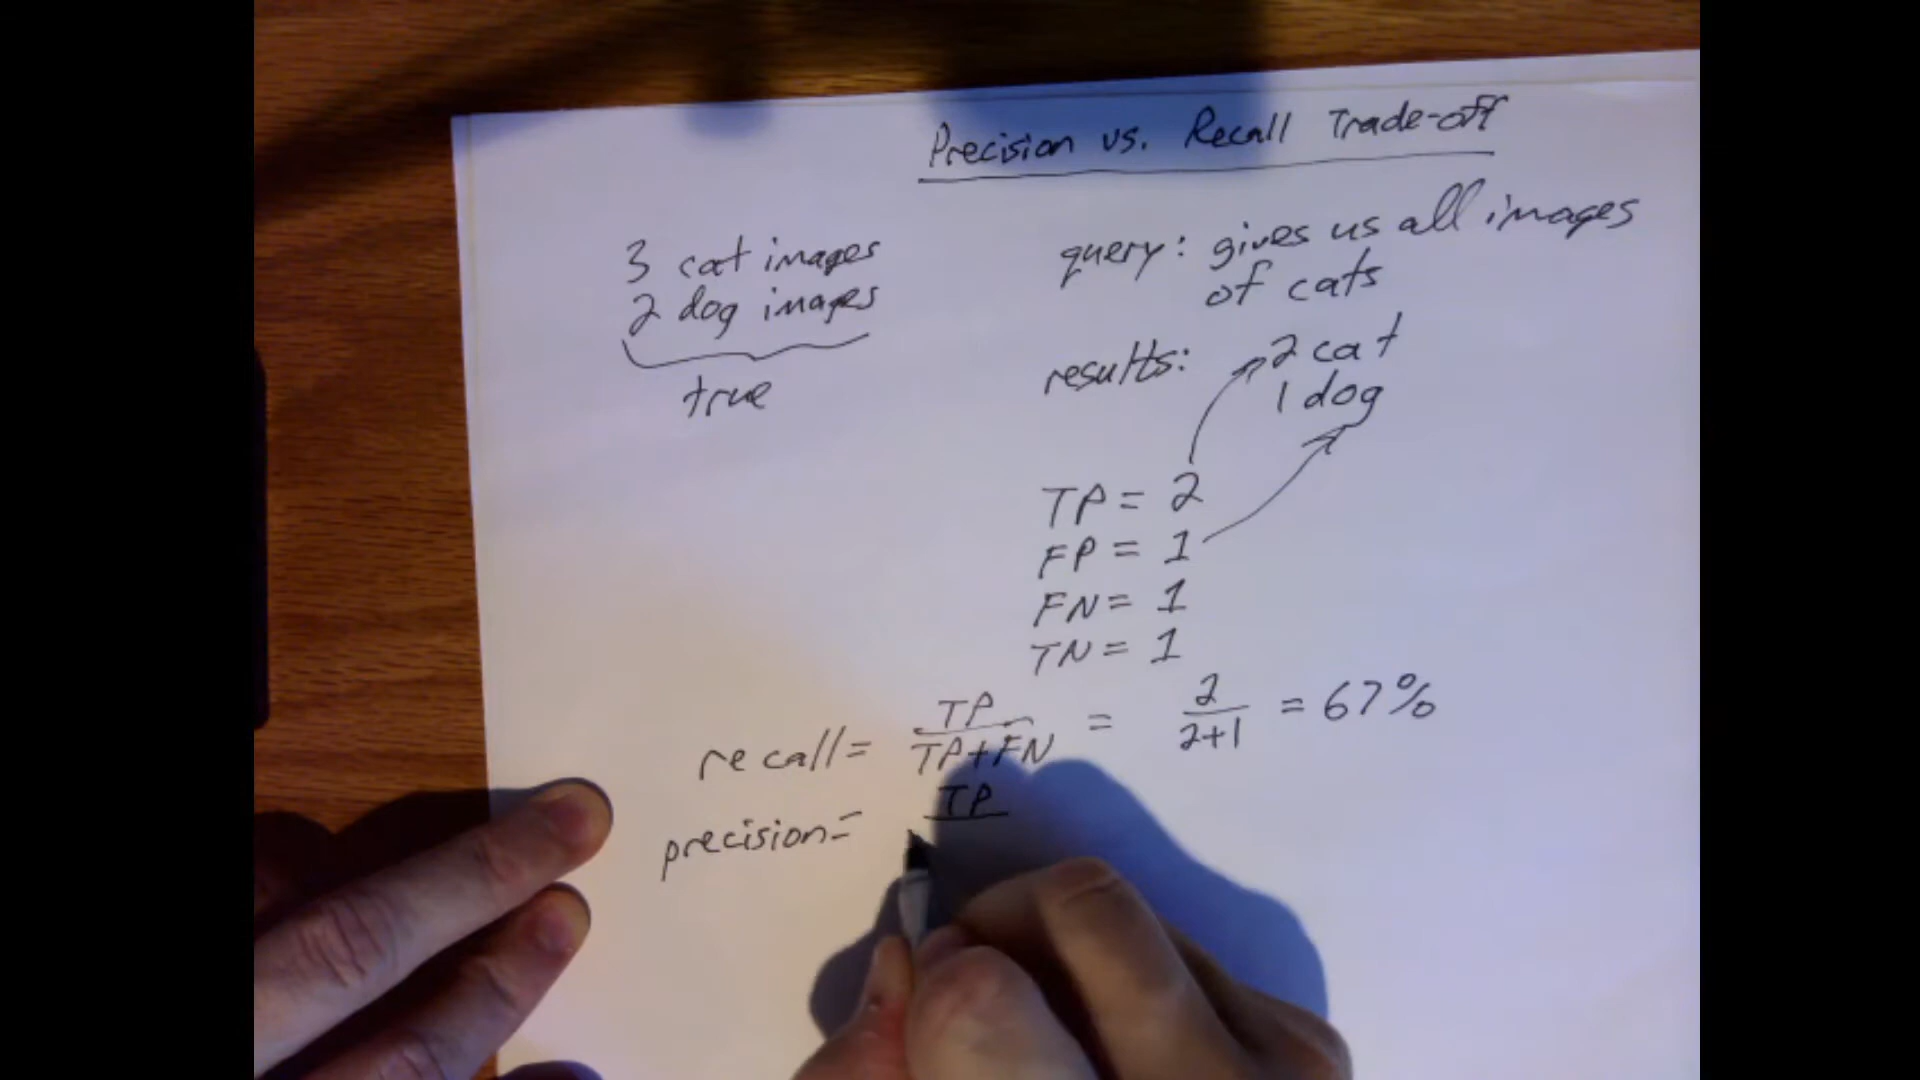 Precision vs. Recall Trade-off
3 cat images
2 dog images
true
query: gives us all images
of cats
results: 2 cat
1 dog
TP = 2
FP = 1
FN = 1
TN = 1
recall = TP / TP+FN = 2 / 2+1 = 67%
precision = TP